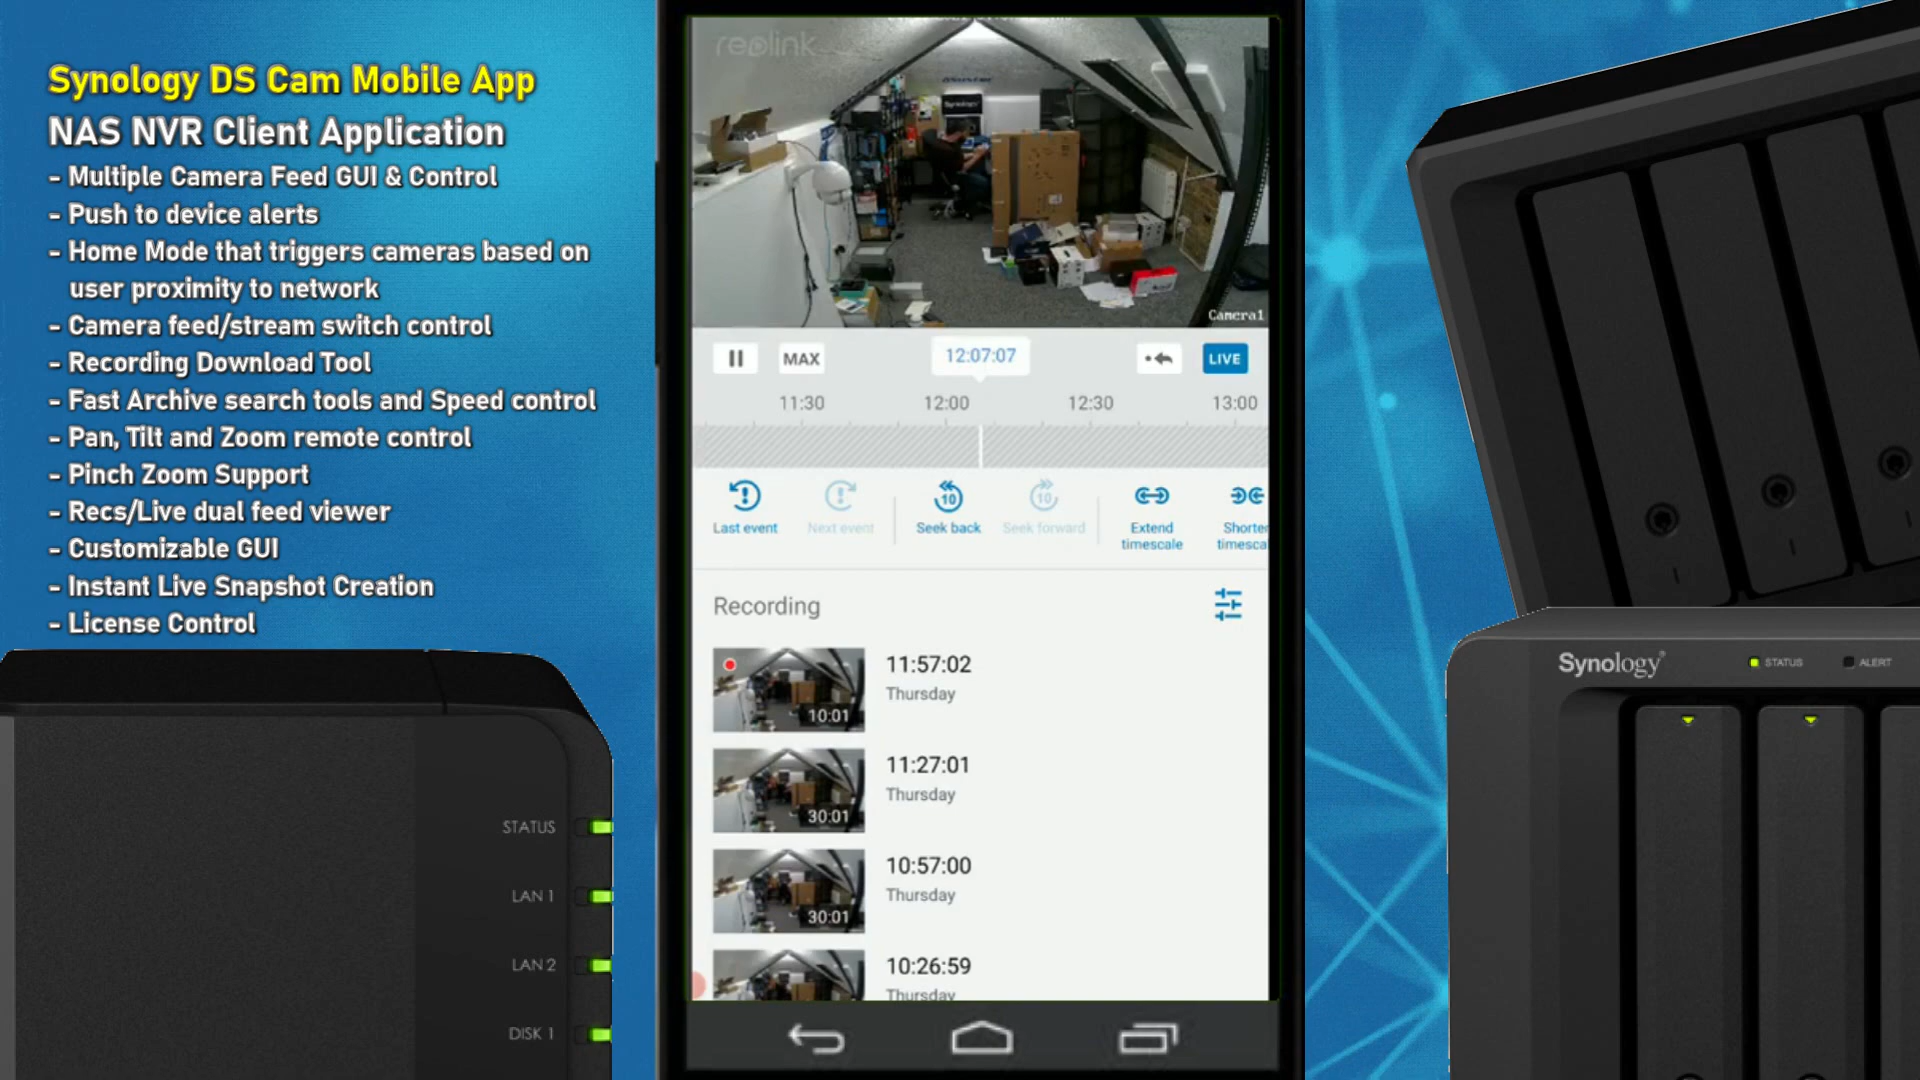 Synology DS Cam Mobile App
NAS NVR Client Application
- Multiple Camera Feed GUI & Control
- Push to device alerts
- Home Mode that triggers cameras based on
user proximity to network
- Camera feed/stream switch control
- Recording Download Tool
- Fast Archive search tools and Speed control
- Pan, Tilt and Zoom remote control
- Pinch Zoom Support
- Recs/Live dual feed viewer
- Customizable GUI
- Instant Live Snapshot Creation
- License Control
STATUS
LAN 1
LAN 2
DISK 1
reolink
Synology
Camera1
MAX
12:07:07
LIVE
11:30
12:00
12:30
13:00
Last event
Next event
10
Seek back
10
Seek forward
Extend
timescale
Shorte
timesca
Recording
10:01
11:57:02
Thursday
30:01
11:27:01
Thursday
30:01
10:57:00
Thursday
10:26:59
Thursday
Synology®
STATUS
ALERT